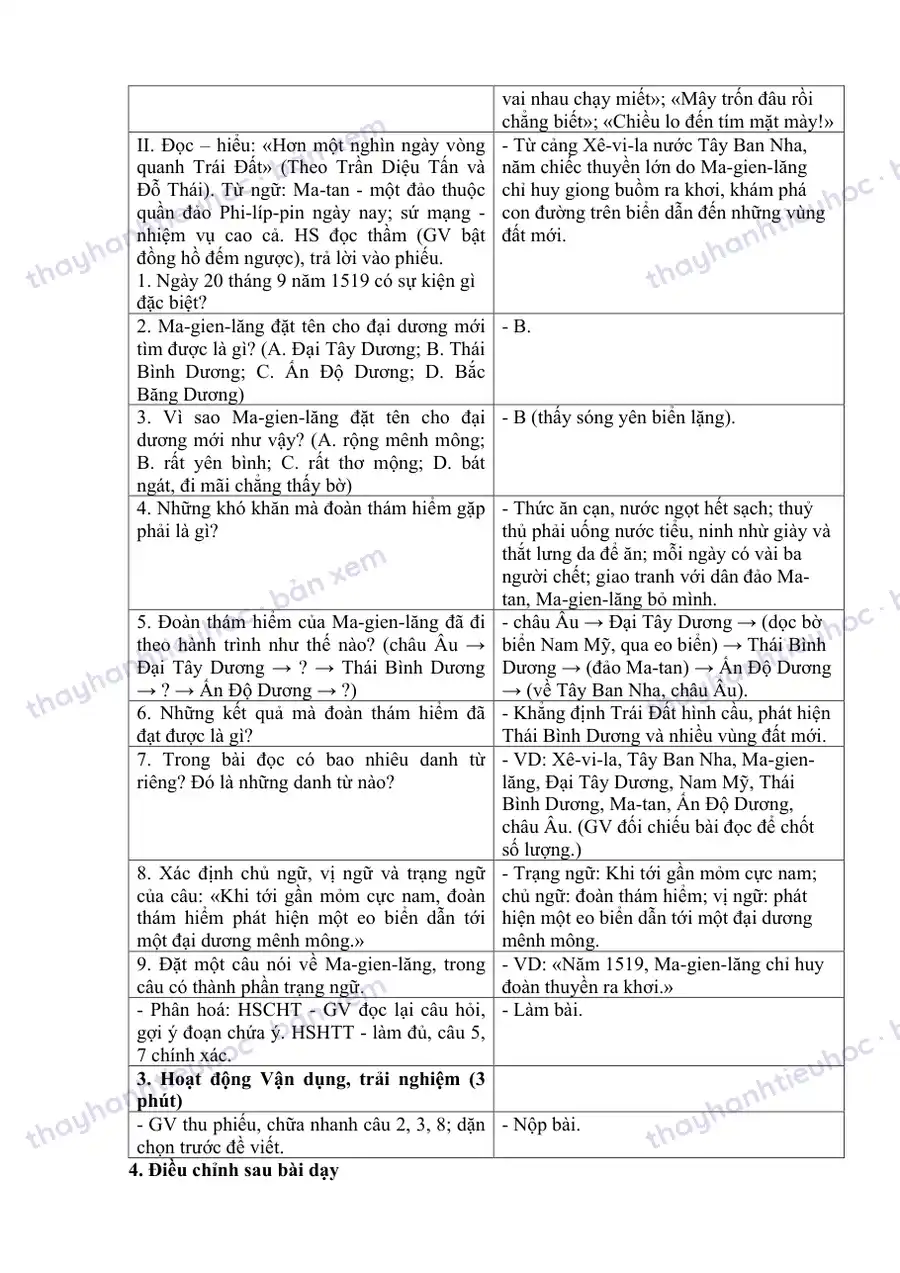 vai nhau chạy miết»; «Mây trốn đâu rồi
chẳng biết»; «Chiều lo đến tím mặt mày!»
II. Đọc – hiểu: «Hơn một nghìn ngày vòng
quanh Trái Đất» (Theo Trần Diệu Tấn và
Đỗ Thái). Từ ngữ: Ma-tan - một đảo thuộc
quần đảo Phi-líp-pin ngày nay; sứ mạng -
nhiệm vụ cao cả. HS đọc thầm (GV bật
đồng hồ đếm ngược), trả lời vào phiếu.
1. Ngày 20 tháng 9 năm 1519 có sự kiện gì
đặc biệt?
- Từ cảng Xê-vi-la nước Tây Ban Nha,
năm chiếc thuyền lớn do Ma-gien-lăng
chỉ huy giong buồm ra khơi, khám phá
con đường trên biển dẫn đến những vùng
đất mới.
2. Ma-gien-lăng đặt tên cho đại dương mới
tìm được là gì? (A. Đại Tây Dương; B. Thái
Bình Dương; C. Ấn Độ Dương; D. Bắc
Băng Dương)
- B.
3. Vì sao Ma-gien-lăng đặt tên cho đại
dương mới như vậy? (A. rộng mênh mông;
B. rất yên bình; C. rất thơ mộng; D. bát
ngát, đi mãi chẳng thấy bờ)
- B (thấy sóng yên biển lặng).
4. Những khó khăn mà đoàn thám hiểm gặp
phải là gì?
- Thức ăn cạn, nước ngọt hết sạch; thuỷ
thủ phải uống nước tiểu, ninh nhừ giày và
thắt lưng da để ăn; mỗi ngày có vài ba
người chết; giao tranh với dân đảo Ma-
tan, Ma-gien-lăng bỏ mình.
5. Đoàn thám hiểm của Ma-gien-lăng đã đi
theo hành trình như thế nào? (châu Âu →
Đại Tây Dương → ? → Thái Bình Dương
→ ? → Ấn Độ Dương → ?)
- châu Âu → Đại Tây Dương → (dọc bờ
biển Nam Mỹ, qua eo biển) → Thái Bình
Dương → (đảo Ma-tan) → Ấn Độ Dương
→ (về Tây Ban Nha, châu Âu).
6. Những kết quả mà đoàn thám hiểm đã
đạt được là gì?
- Khẳng định Trái Đất hình cầu, phát hiện
Thái Bình Dương và nhiều vùng đất mới.
7. Trong bài đọc có bao nhiêu danh từ
riêng? Đó là những danh từ nào?
- VD: Xê-vi-la, Tây Ban Nha, Ma-gien-
lăng, Đại Tây Dương, Nam Mỹ, Thái
Bình Dương, Ma-tan, Ấn Độ Dương,
châu Âu. (GV đối chiếu bài đọc để chốt
số lượng.)
8. Xác định chủ ngữ, vị ngữ và trạng ngữ
của câu: «Khi tới gần mỏm cực nam, đoàn
thám hiểm phát hiện một eo biển dẫn tới
một đại dương mênh mông.»
- Trạng ngữ: Khi tới gần mỏm cực nam;
chủ ngữ: đoàn thám hiểm; vị ngữ: phát
hiện một eo biển dẫn tới một đại dương
mênh mông.
9. Đặt một câu nói về Ma-gien-lăng, trong
câu có thành phần trạng ngữ.
- VD: «Năm 1519, Ma-gien-lăng chỉ huy
đoàn thuyền ra khơi.»
- Phân hoá: HSCHT - GV đọc lại câu hỏi,
gợi ý đoạn chứa ý. HSHTT - làm đủ, câu 5,
7 chính xác.
- Làm bài.
3. Hoạt động Vận dụng, trải nghiệm (3
phút)
- GV thu phiếu, chữa nhanh câu 2, 3, 8; dặn
chọn trước đề viết.
- Nộp bài.
4. Điều chỉnh sau bài dạy
thayhanhtieuhoc · bản xem
thayhanhtieuhoc · b
thayhanhtieuhoc · bản xem
thayhanhtieuhoc · b
thayhanhtieuhoc · bản xem
thayhanhtieuhoc · b